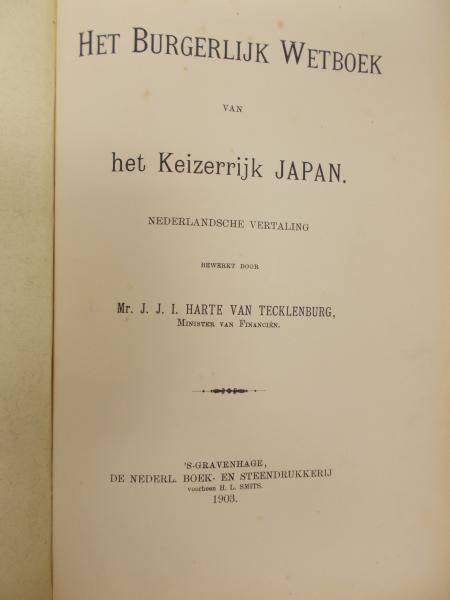 HET BURGERLIJK WETBOEK
VAN
het Keizerrijk JAPAN.
NEDERLANDSCHE VERTALING
BEWERKT DOOR
Mr. J. J. I. HARTE VAN TECKLENBURG,
MINISTER VAN FINANCIËN.
'S-GRAVENHAGE,
DE NEDERL. BOEK- EN STEENDRUKKERIJ
voorheen H. L. SMITS.
1903.